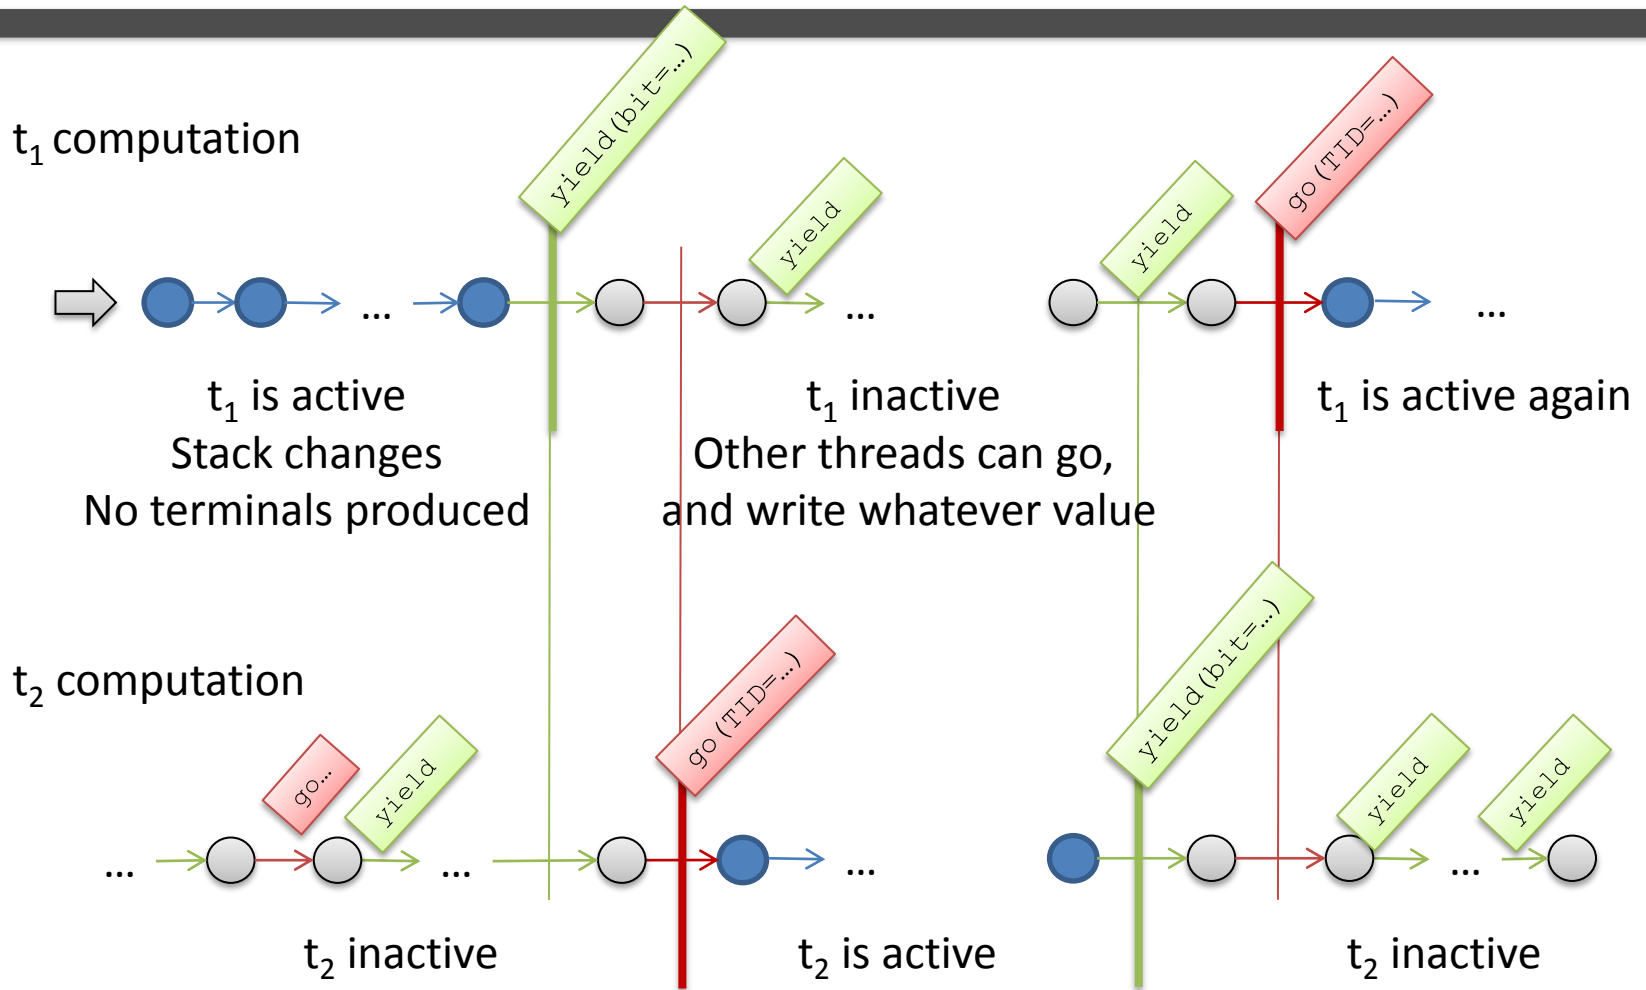 yield(bit=…)
go(TID=…)
t1 computation
yield
yield
… … …
t1 is active
t1 inactive
t1 is active again
Stack changes
Other threads can go,
No terminals produced
and write whatever value
yield(bit=…)
go(TID=…)
t2 computation
go…
yield
yield
yield
… … … …
t2 inactive
t2 is active
t2 inactive